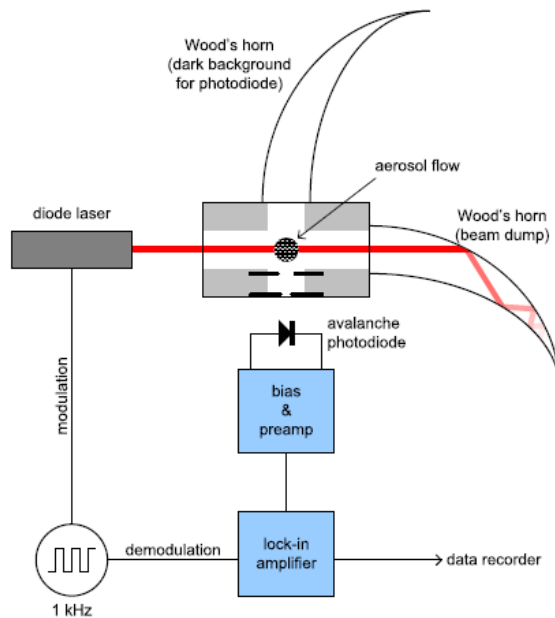 Wood's horn
(dark background
for photodiode)
aerosol flow
diode laser
Wood's horn
(beam dump)
avalanche
photodiode
bias
&
preamp
modulation
demodulation
lock-in
amplifier
data recorder
1 kHz